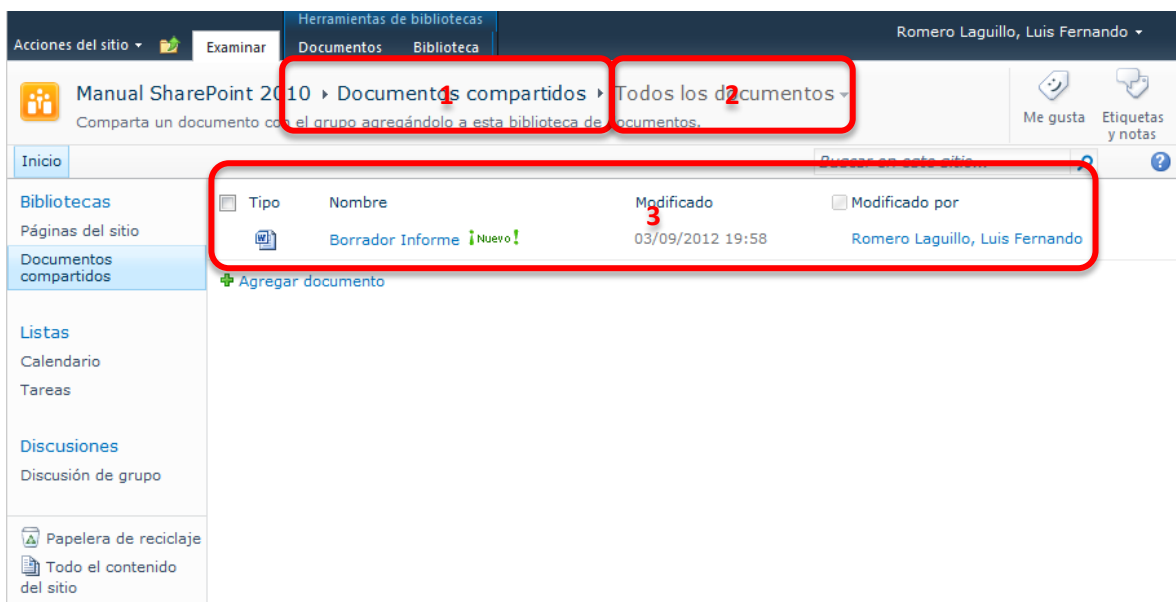 Herramientas de bibliotecas
Acciones del sitio Examinar Documentos Biblioteca Romero Laguillo, Luis Fernando
Manual SharePoint 2010 Documentos compartidos Todos los documentos
1 2
Comparta un documento con el grupo agregándolo a esta biblioteca de documentos.
Me gusta Etiquetas y notas
Inicio Buscar en este sitio...
Bibliotecas
Páginas del sitio
Documentos compartidos
Listas
Calendario
Tareas
Discusiones
Discusión de grupo
Papelera de reciclaje
Todo el contenido del sitio
Tipo Nombre Modificado Modificado por
3
Borrador Informe ¡Nuevo! 03/09/2012 19:58 Romero Laguillo, Luis Fernando
Agregar documento